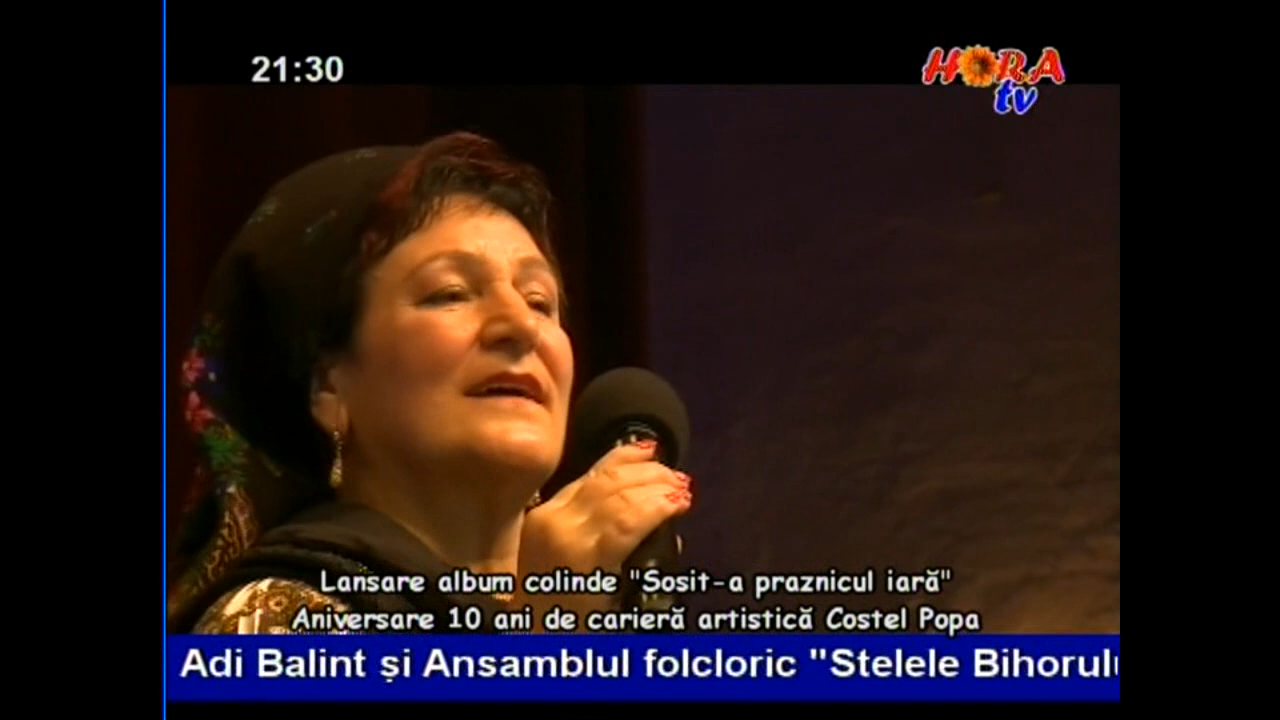 21:30
HORA
tv
Lansare album colinde "Sosit-a praznicul iară"
Aniversare 10 ani de carieră artistică Costel Popa
Adi Balint și Ansamblul folcloric "Stelele Bihorulu